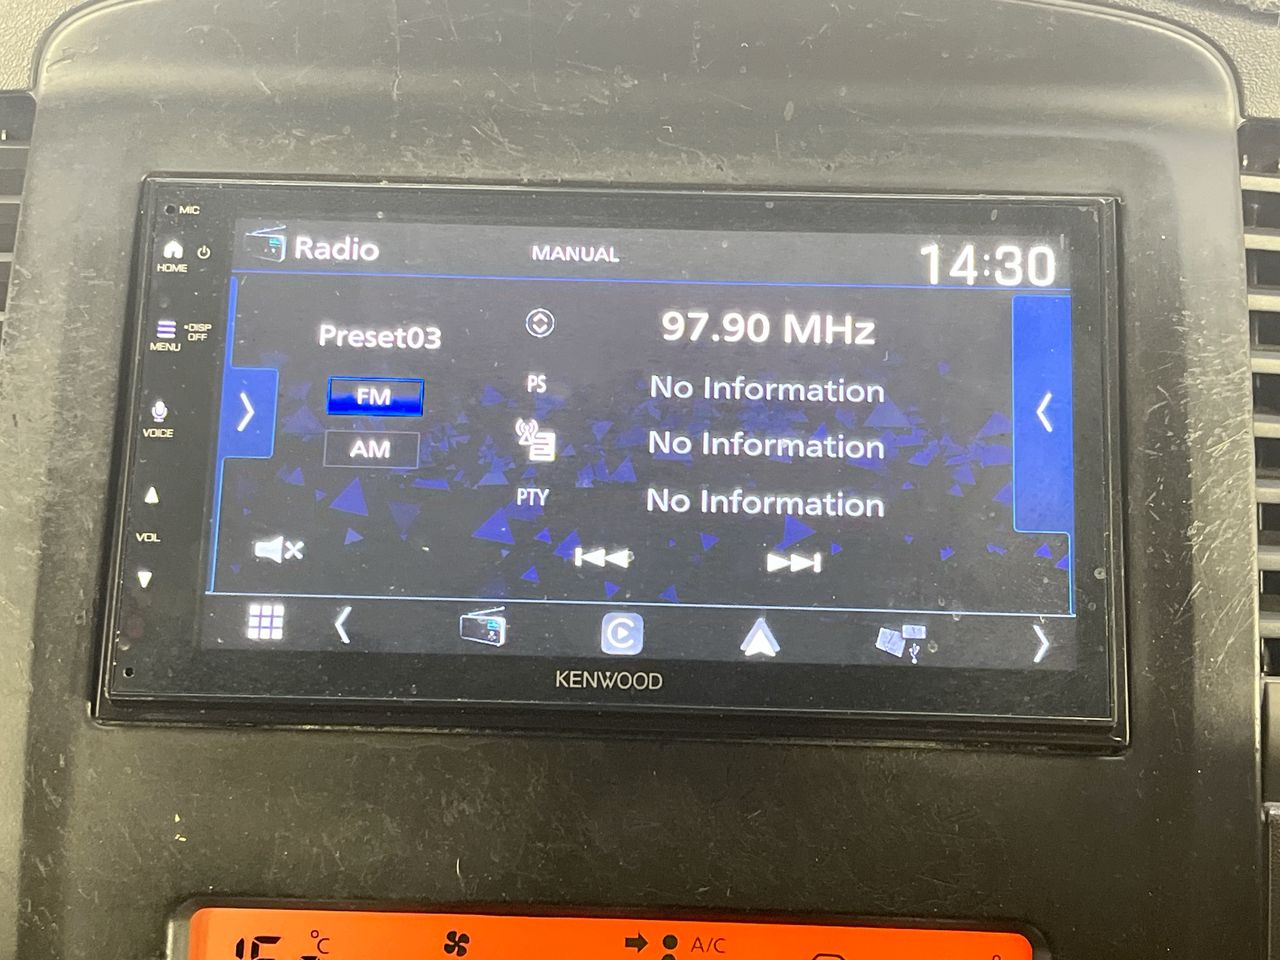 MIC
HOME
Radio
MANUAL
14:30
MENU
•DISP
OFF
VOICE
VOL
Preset03
97.90 MHz
FM
PS
No Information
AM
No Information
PTY
No Information
KENWOOD
°C
A/C